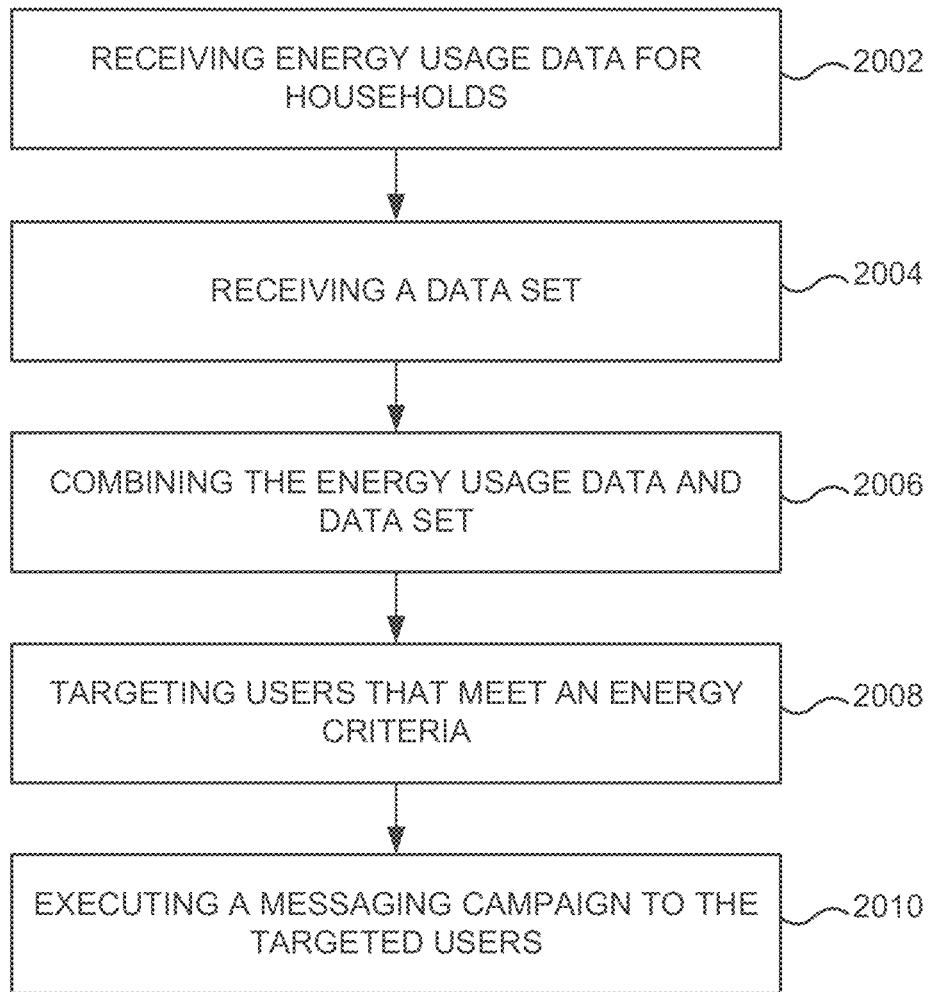 RECEIVING ENERGY USAGE DATA FOR
HOUSEHOLDS
2002
RECEIVING A DATA SET
2004
COMBINING THE ENERGY USAGE DATA AND
DATA SET
2006
TARGETING USERS THAT MEET AN ENERGY
CRITERIA
2008
EXECUTING A MESSAGING CAMPAIGN TO THE
TARGETED USERS
2010